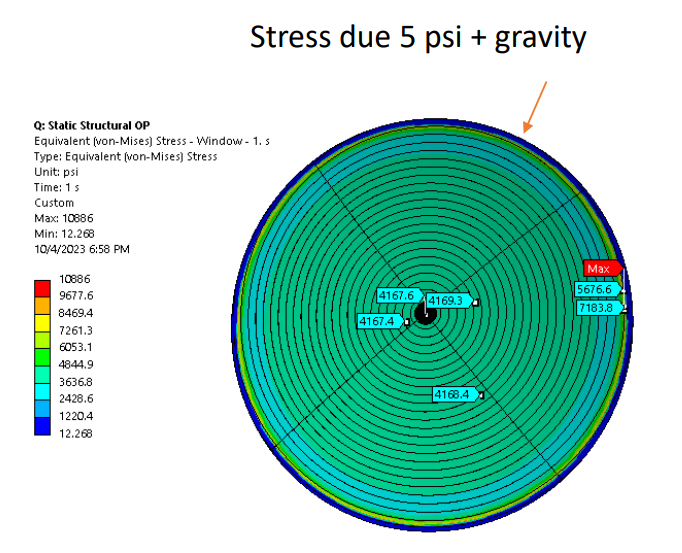 Stress due 5 psi + gravity
Q: Static Structural OP
Equivalent (von-Mises) Stress - Window - 1. s
Type: Equivalent (von-Mises) Stress
Unit: psi
Time: 1 s
Custom
Max: 10886
Min: 12.268
10/4/2023 6:58 PM
10886
9677.6
8469.4
7261.3
6053.1
4844.9
3636.8
2428.6
1220.4
12.268
Max
5676.6
7183.8
4167.6
4169.3
4167.4
4168.4